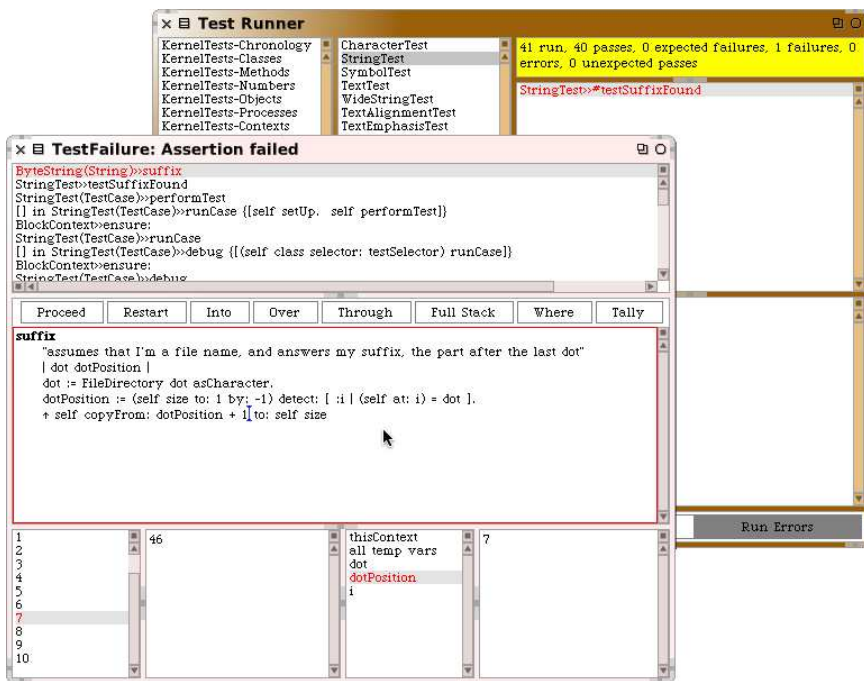 Test Runner
KernelTests-Chronology
KernelTests-Classes
KernelTests-Methods
KernelTests-Numbers
KernelTests-Objects
KernelTests-Processes
KernelTests-Contexts
CharacterTest
StringTest
SymbolTest
TextTest
WideStringTest
TextAlignmentTest
TextEmphasisTest
41 run, 40 passes, 0 expected failures, 1 failures, 0
errors, 0 unexpected passes
StringTest»#testSuffixFound
TestFailure: Assertion failed
ByteString(String)»suffix
StringTest»testSuffixFound
StringTest(TestCase)»performTest
[] in StringTest(TestCase)»runCase {[self setUp. self performTest]}
BlockContext»ensure:
StringTest(TestCase)»runCase
[] in StringTest(TestCase)»debug {[(self class selector: testSelector) runCase]}
BlockContext»ensure:
StringTest(TestCase)»debug
Proceed Restart Into Over Through Full Stack Where Tally
suffix
"assumes that I'm a file name, and answers my suffix, the part after the last dot"
| dot dotPosition |
dot := FileDirectory dot asCharacter.
dotPosition := (self size to: 1 by: -1) detect: [ :i | (self at: i) = dot ].
↑ self copyFrom: dotPosition + 1 to: self size
Run Errors
1
2
3
4
5
6
7
8
9
10
46
thisContext
all temp vars
dot
dotPosition
i
7